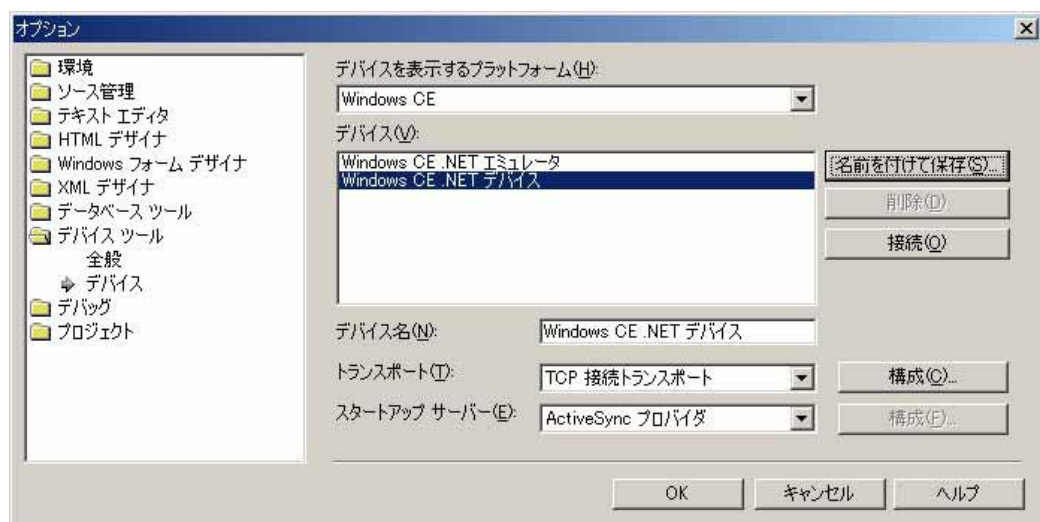 オプション
環境
ソース管理
テキスト エディタ
HTML デザイナ
Windows フォーム デザイナ
XML デザイナ
データベース ツール
デバイス ツール
全般
デバイス
デバッグ
プロジェクト
デバイスを表示するプラットフォーム(H):
Windows CE
デバイス(V):
Windows CE .NET エミュレータ
Windows CE .NET デバイス
名前を付けて保存(S)...
削除(D)
接続(O)
デバイス名(N):
Windows CE .NET デバイス
トランスポート(T):
TCP 接続トランスポート
構成(C)...
スタートアップ サーバー(E):
ActiveSync プロバイダ
構成(F)...
OK
キャンセル
ヘルプ